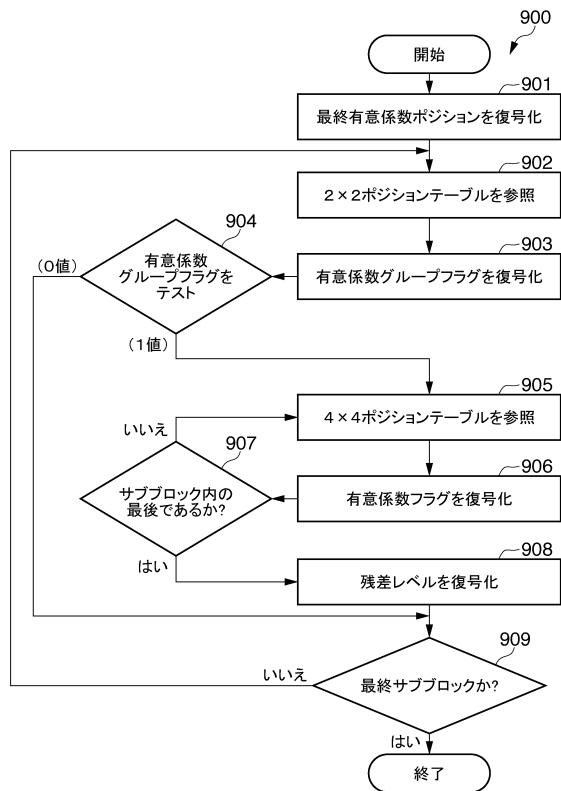 900
開始
901
最終有意係数ポジションを復号化
902
2×2ポジションテーブルを参照
904
903
有意係数
グループフラグを
テスト
(0値)
有意係数グループフラグを復号化
(1値)
905
4×4ポジションテーブルを参照
いいえ
907
906
サブブロック内の
最後であるか?
有意係数フラグを復号化
はい
908
残差レベルを復号化
909
いいえ
最終サブブロックか?
はい
終了